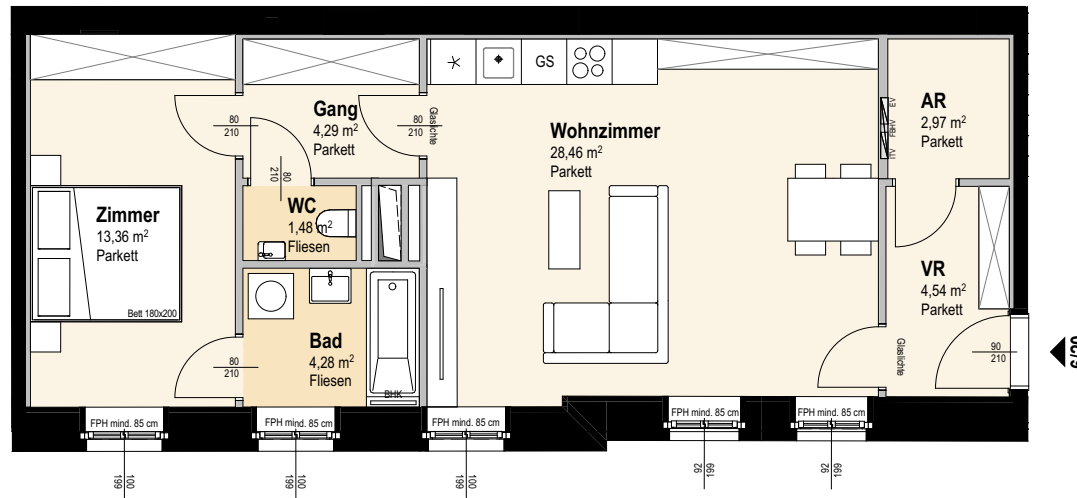 Gang
4,29 m²
Parkett
Wohnzimmer
28,46 m²
Parkett
AR
2,97 m²
Parkett
GS
EV
FBHV
ITV
Glaslichte
80
210
80
210
80
210
WC
1,48 m²
Fliesen
Zimmer
13,36 m²
Parkett
Bett 180x200
VR
4,54 m²
Parkett
Bad
4,28 m²
Fliesen
80
210
BHK
Glaslichte
90
210
FPH mind. 85 cm
FPH mind. 85 cm
FPH mind. 85 cm
FPH mind. 85 cm
FPH mind. 85 cm
100
199
100
199
100
199
92
199
92
199